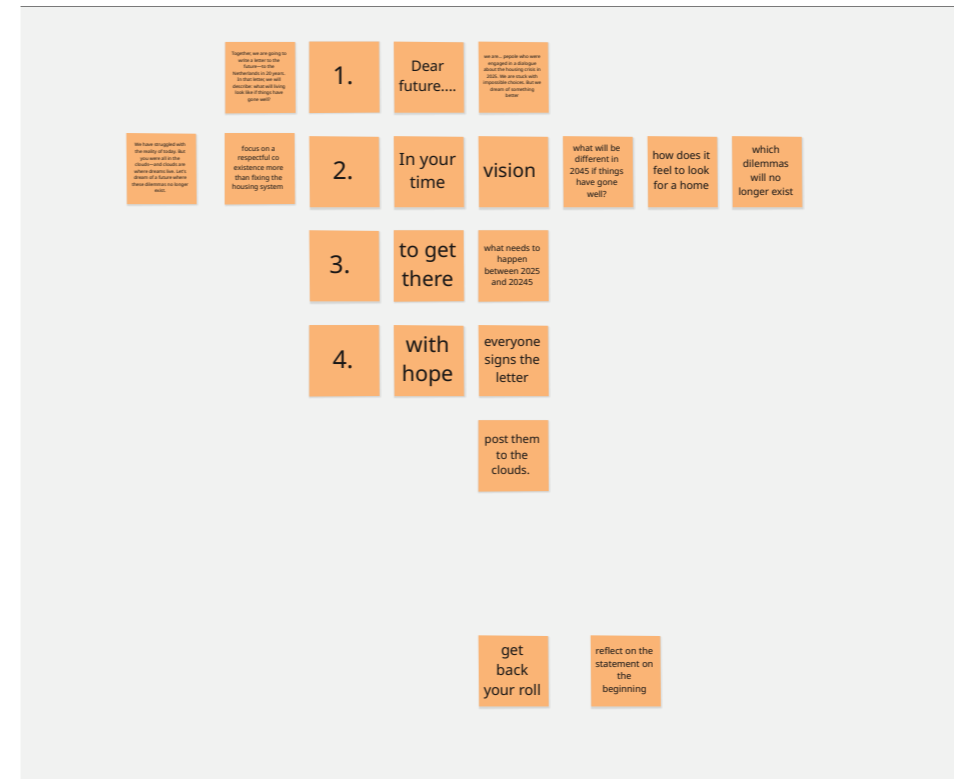 Together, we are going to
write a letter to the
future—to the
Netherlands in 20 years.
In that letter, we will
describe what will living
look like if things have
gone well!
1.
Dear
future....
we are... pepole who were
engaged in a dialogue
about the housing crisis in
2025. We are stuck with
impossible choices. But we
dream of something
better
We have struggled with
the reality of today. But
you were all in the
clouds—and clouds are
where dreams live. Let's
dream of a future where
these dilemmas no longer
exist.
focus on a
respectful co
existence more
than fixing the
housing system
2.
In your
time
vision
what will be
different in
2045 if things
have gone
well?
how does it
feel to look
for a home
which
dilemmas
will no
longer exist
3.
to get
there
what needs to
happen
between 2025
and 20245
4.
with
hope
everyone
signs the
letter
post them
to the
clouds.
get
back
your roll
reflect on the
statement on
the
beginning